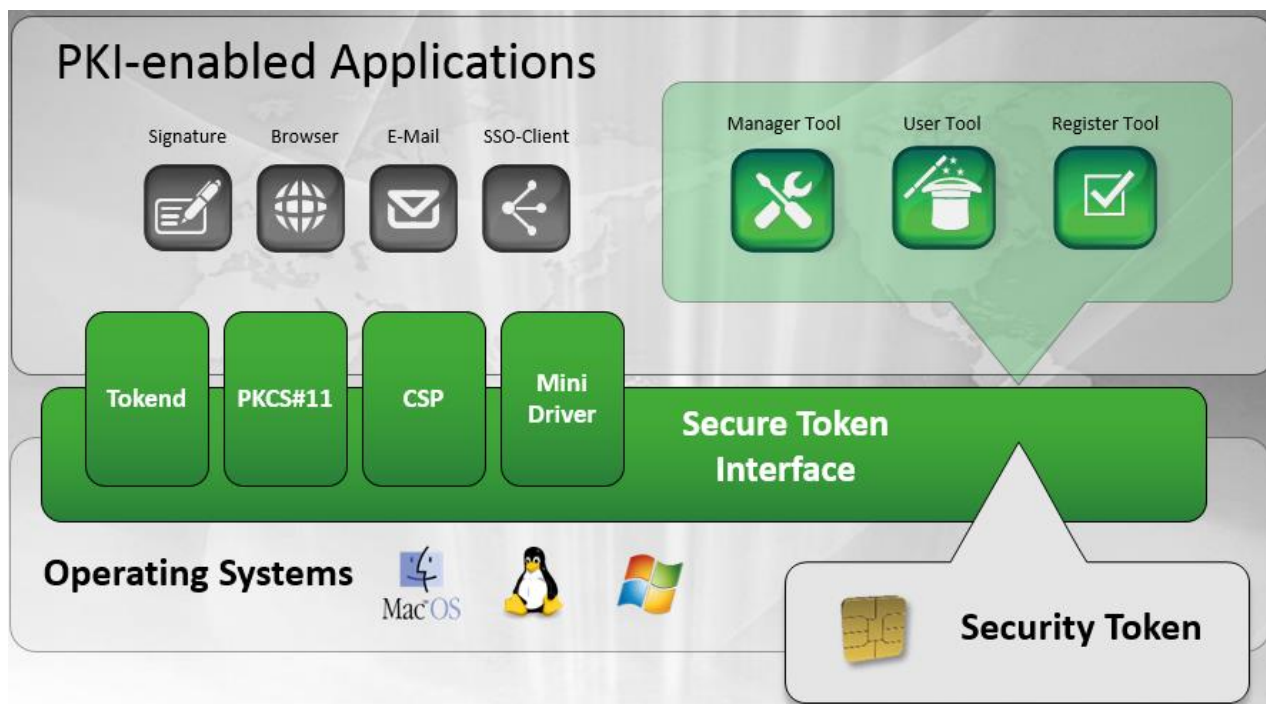 PKI-enabled Applications
Signature
Browser
E-Mail
SSO-Client
Manager Tool
User Tool
Register Tool
Tokend
PKCS#11
CSP
Mini
Driver
Secure Token
Interface
Operating Systems
Mac OS
Security Token